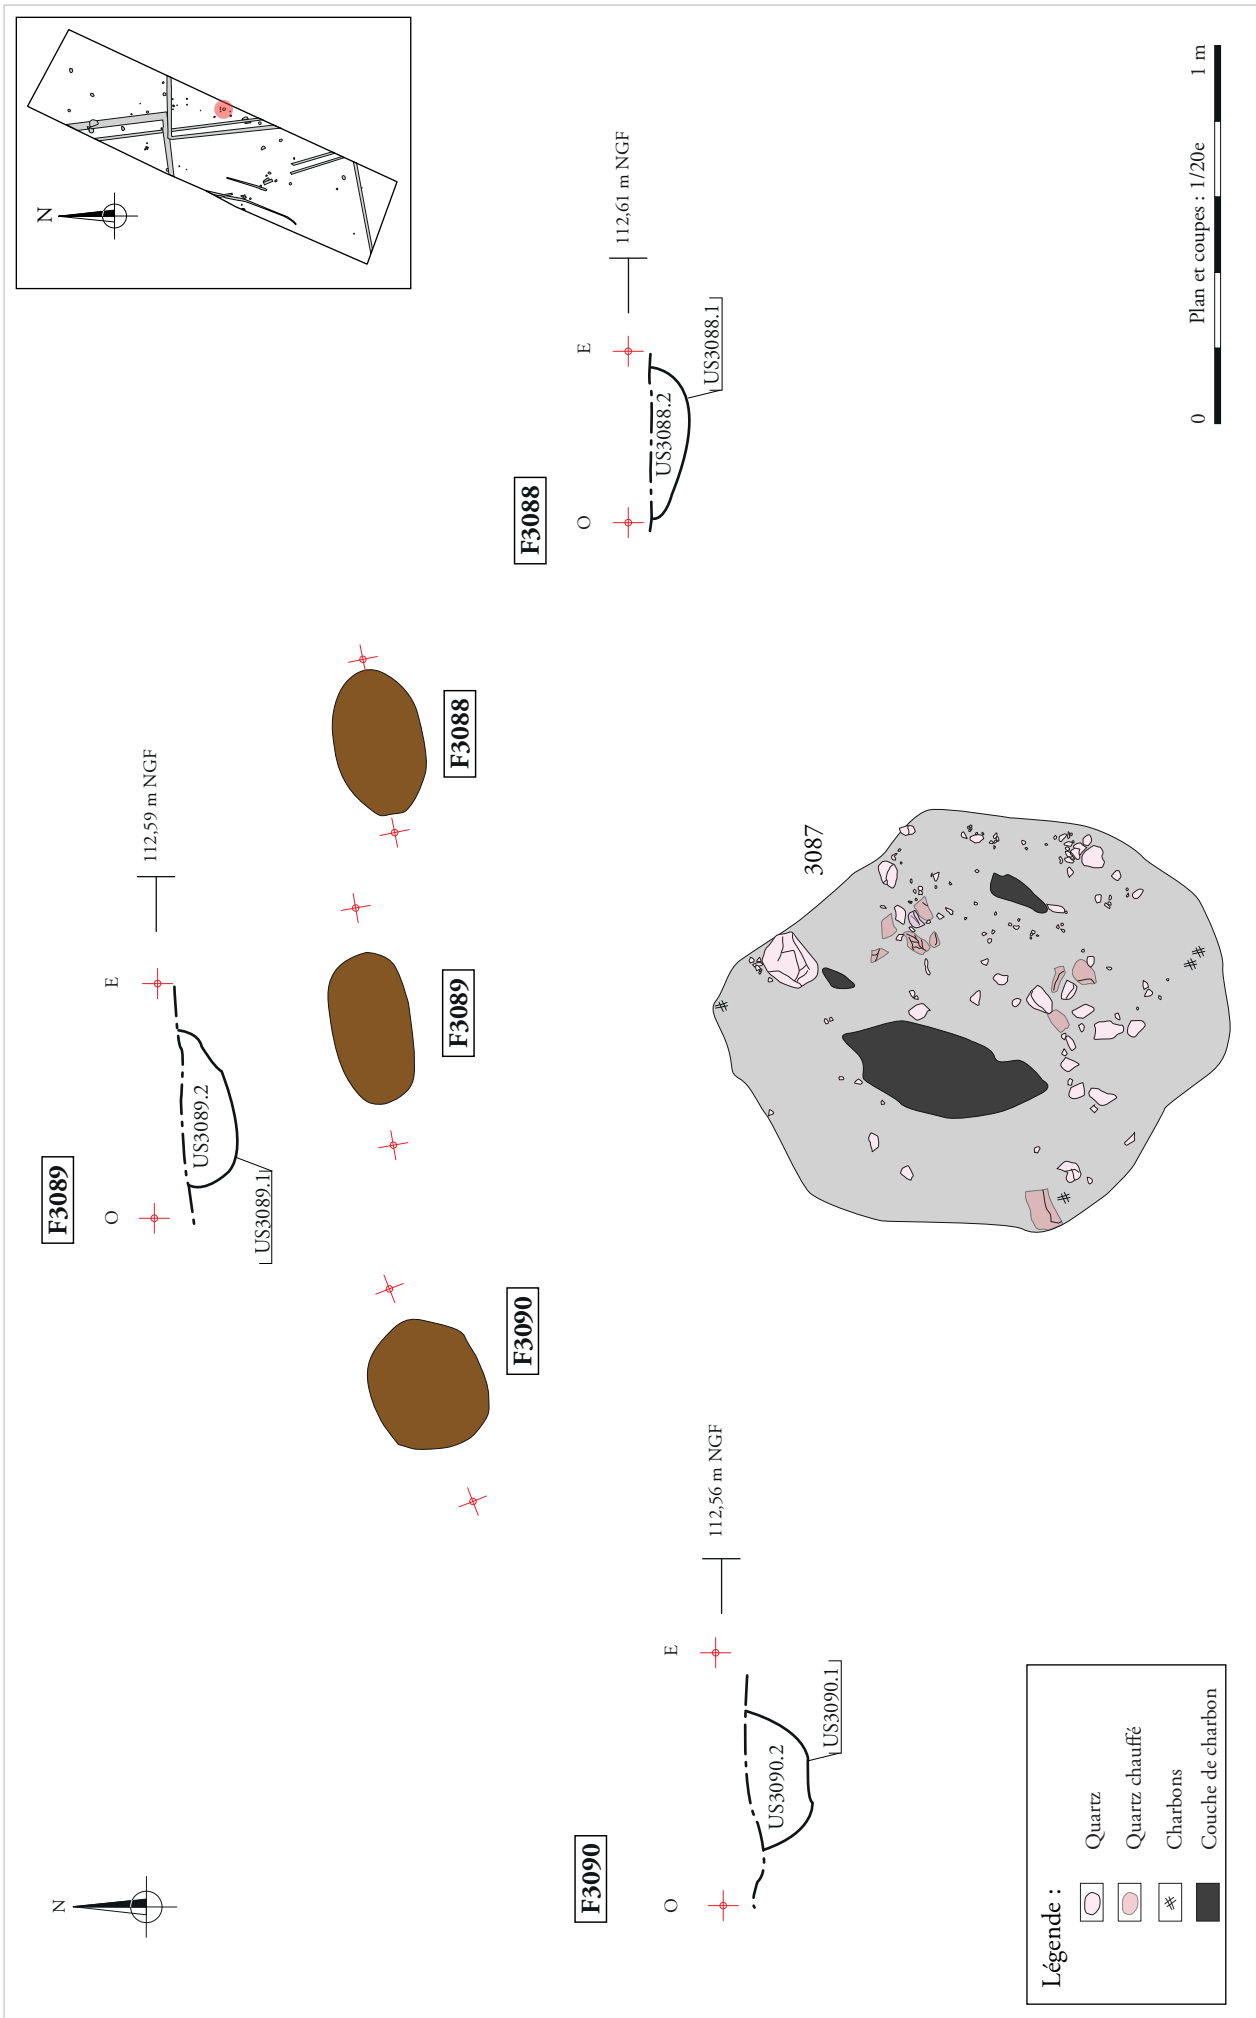 N
N
F3089
O
E
112,59 m NGF
US3089.2
US3089.1
F3090
F3089
F3088
F3088
O
E
112,61 m NGF
US3088.2
US3088.1
F3090
O
E
112,56 m NGF
US3090.2
US3090.1
3087
Légende :
Quartz
Quartz chauffé
Charbons
Couche de charbon
0
Plan et coupes : 1/20e
1 m